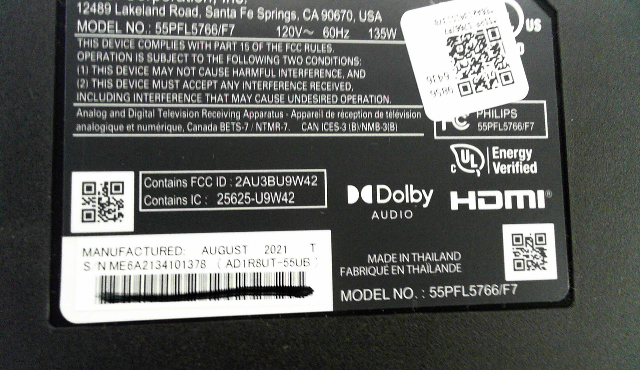 12489 Lakeland Road, Santa Fe Springs, CA 90670, USA
MODEL NO.: 55PFL5766/F7 120V~ 60Hz 135W
THIS DEVICE COMPLIES WITH PART 15 OF THE FCC RULES.
OPERATION IS SUBJECT TO THE FOLLOWING TWO CONDITIONS:
(1) THIS DEVICE MAY NOT CAUSE HARMFUL INTERFERENCE, AND
(2) THIS DEVICE MUST ACCEPT ANY INTERFERENCE RECEIVED,
INCLUDING INTERFERENCE THAT MAY CAUSE UNDESIRED OPERATION.
Analog and Digital Television Receiving Apparatus - Appareil de réception de télévision
analogique et numérique, Canada BETS-7 / NTMR-7. CAN ICES-3 (B)/NMB-3(B)
US
FC PHILIPS
55PFL5766/F7
c UL Energy
Verified
Contains FCC ID : 2AU3BU9W42
Contains IC : 25625-U9W42
Dolby
AUDIO
HDMI®
MANUFACTURED: AUGUST 2021 T
S/N ME6A2134101378 ( AD1R8UT-55UB )
MADE IN THAILAND
FABRIQUÉ EN THAÏLANDE
MODEL NO. : 55PFL5766/F7